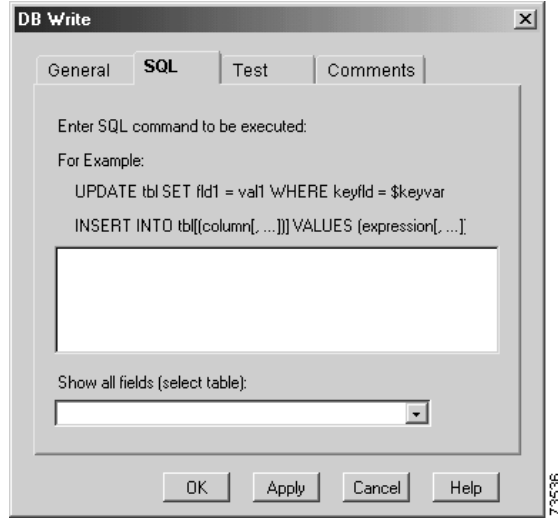 DB Write
General SQL Test Comments
Enter SQL command to be executed:
For Example:
UPDATE tbl SET fld1 = val1 WHERE keyfld = $keyvar
INSERT INTO tbl[(column[, ...])] VALUES (expression[, ...]
Show all fields (select table):
OK Apply Cancel Help
73536